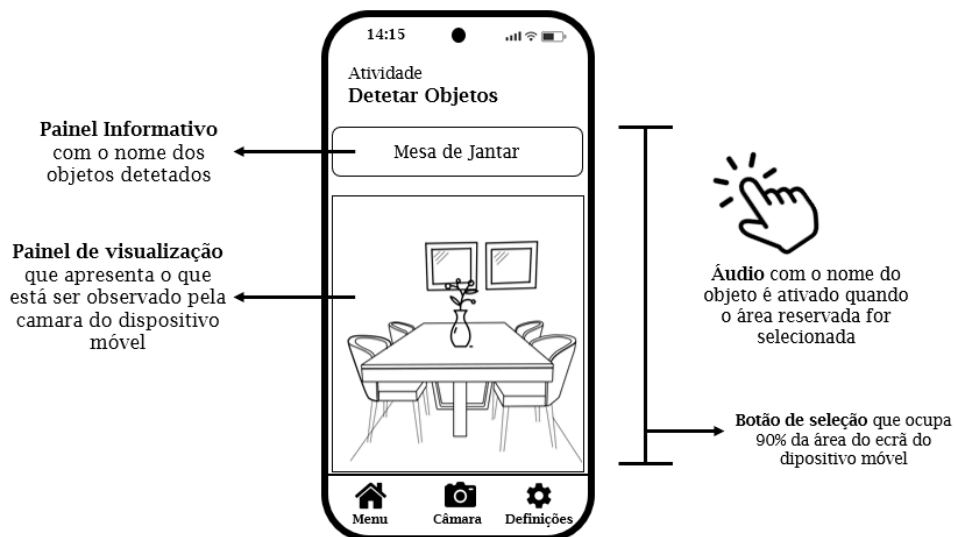 14:15
Atividade
Detetar Objetos
Painel Informativo
com o nome dos
objetos detetados
Mesa de Jantar
Painel de visualização
que apresenta o que
está ser observado pela
camara do dispositivo
móvel
Áudio com o nome do
objeto é ativado quando
o área reservada for
selecionada
Botão de seleção que ocupa
90% da área do ecrã do
dipositivo móvel
Menu
Câmara
Definições